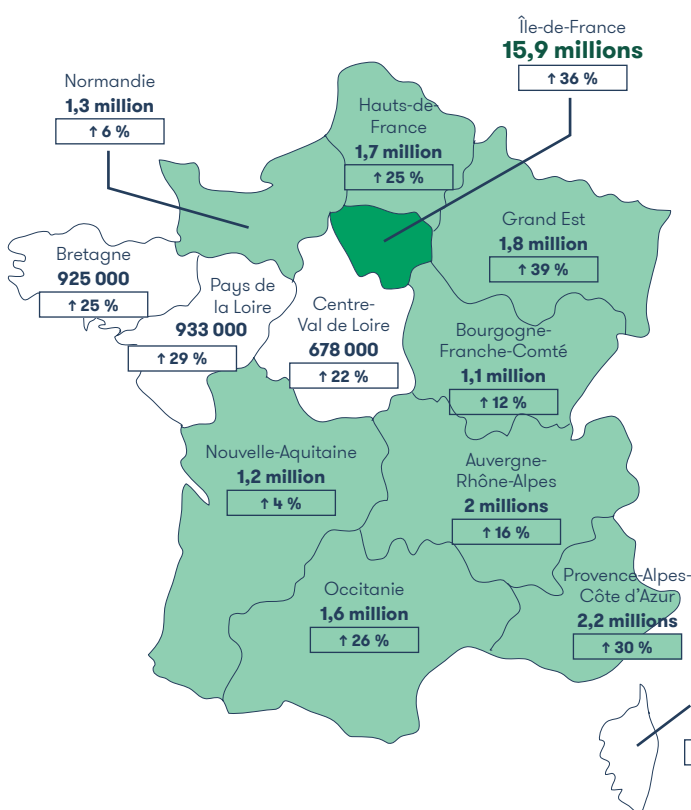 Île-de-France
15,9 millions
↑ 36 %
Normandie
1,3 million
↑ 6 %
Hauts-de-
France
1,7 million
↑ 25 %
Grand Est
1,8 million
↑ 39 %
Bretagne
925 000
↑ 25 %
Pays de
la Loire
933 000
↑ 29 %
Centre-
Val de Loire
678 000
↑ 22 %
Bourgogne-
Franche-Comté
1,1 million
↑ 12 %
Nouvelle-Aquitaine
1,2 million
↑ 4 %
Auvergne-
Rhône-Alpes
2 millions
↑ 16 %
Occitanie
1,6 million
↑ 26 %
Provence-Alpes-
Côte d'Azur
2,2 millions
↑ 30 %